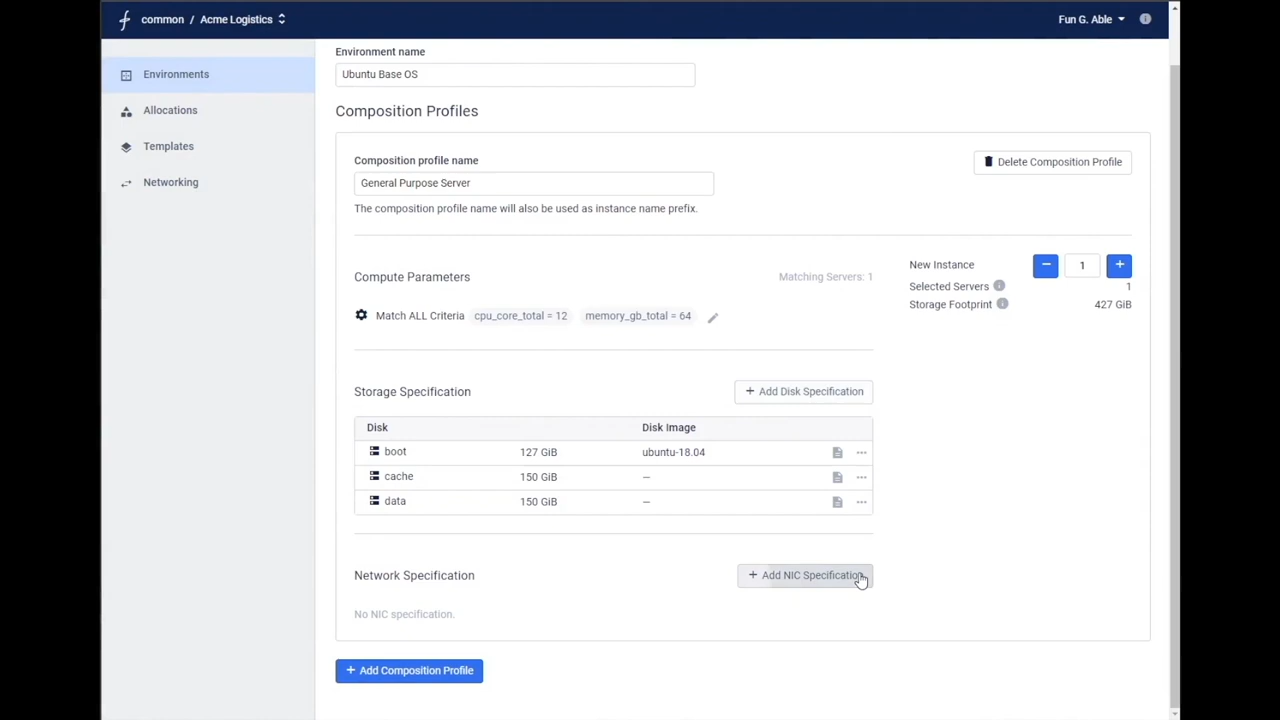 common / Acme Logistics
Fun G. Able
Environments
Allocations
Templates
Networking
Environment name
Ubuntu Base OS
Composition Profiles
Composition profile name
Delete Composition Profile
General Purpose Server
The composition profile name will also be used as instance name prefix.
Compute Parameters
Matching Servers: 1
New Instance
1
Selected Servers
1
Storage Footprint
427 GiB
Match ALL Criteria cpu_core_total = 12 memory_gb_total = 64
Storage Specification
+ Add Disk Specification
Disk Disk Image
boot 127 GiB ubuntu-18.04
cache 150 GiB –
data 150 GiB –
Network Specification
+ Add NIC Specification
No NIC specification.
+ Add Composition Profile